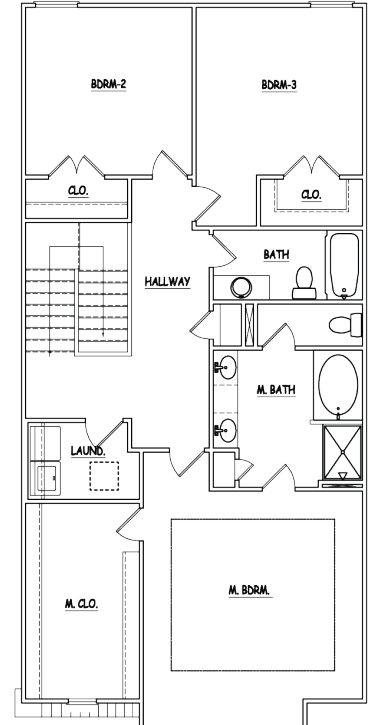 BDRM-2
BDRM-3
CLO.
CLO.
BATH
HALLWAY
M. BATH
LAUND.
M. CLO.
M. BDRM.